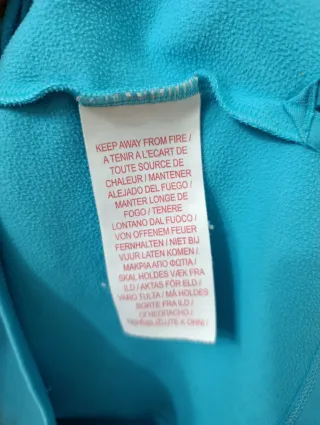 KEEP AWAY FROM FIRE /
A TENIR A L'ECART DE
TOUTE SOURCE DE
CHALEUR / MANTENER
ALEJADO DEL FUEGO /
MANTER LONGE DE
FOGO / TENERE
LONTANO DAL FUOCO /
VON OFFENEM FEUER
FERNHALTEN / NIET BIJ
VUUR LATEN KOMEN /
ΜΑΚΡΙΑ ΑΠΟ ΦΩΤΙΑ /
SKAL HOLDES VÆK FRA
ILD / AKTAS FÖR ELD /
VARO TULTA / MÅ HOLDES
BORTE FRA ILD /